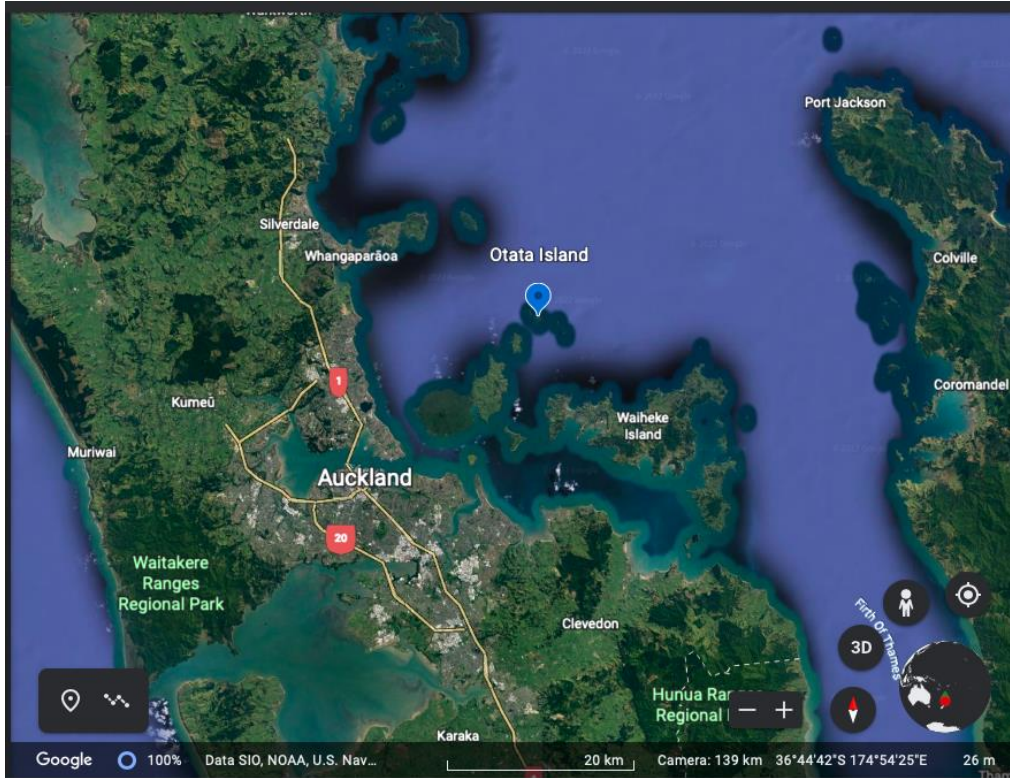 Warkworth
Port Jackson
Silverdale
Whangaparāoa
Otata Island
Colville
1
Kumeū
Coromandel
Waiheke
Island
Muriwai
Auckland
20
Waitakere
Ranges
Regional Park
Clevedon
Firth Of Thames
3D
Hunua Ran
Regional
Karaka
Google
100%
Data SIO, NOAA, U.S. Nav...
20 km
Camera: 139 km
36°44'42"S 174°54'25"E
26 m